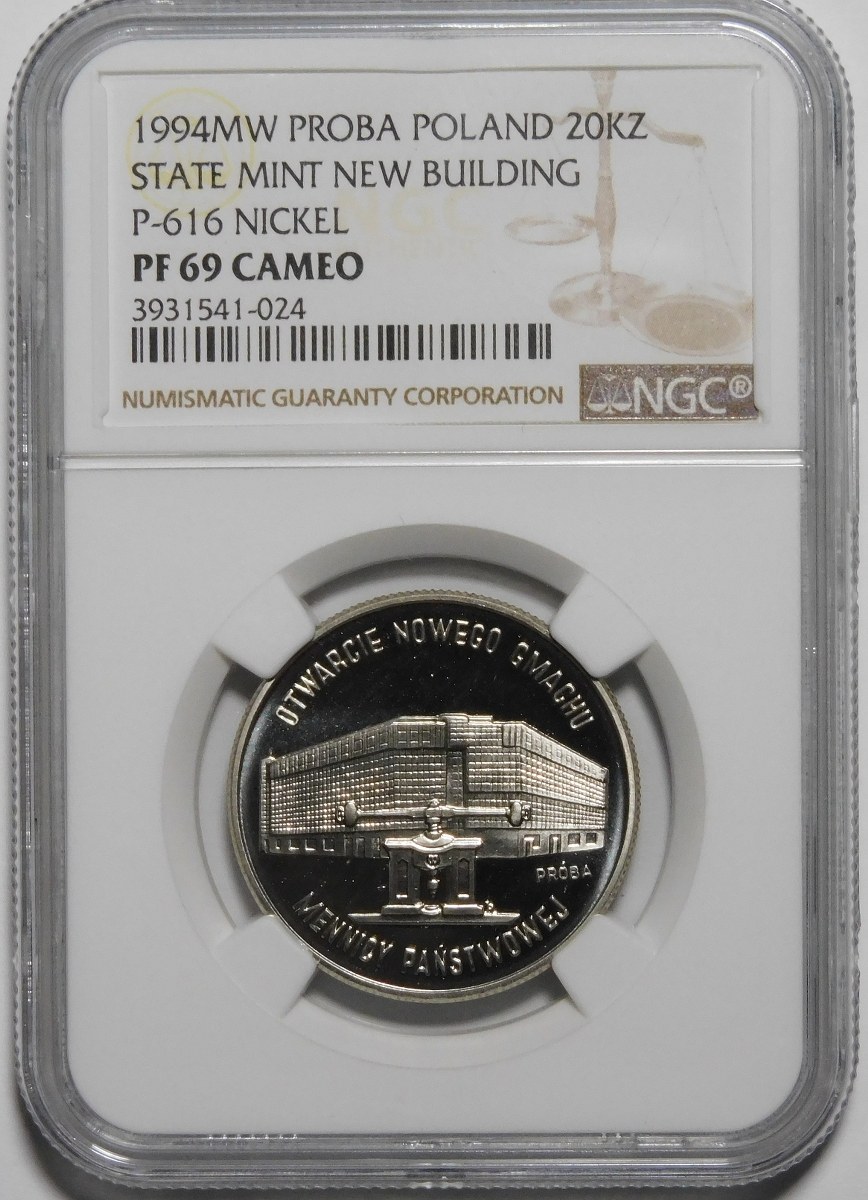 1994MW PROBA POLAND 20KZ
STATE MINT NEW BUILDING
P-616 NICKEL
PF 69 CAMEO
3931541-024
NUMISMATIC GUARANTY CORPORATION
NGC®
OTWARCIE NOWEGO GMACHU
PRÓBA
MENNICY PAŃSTWOWEJ